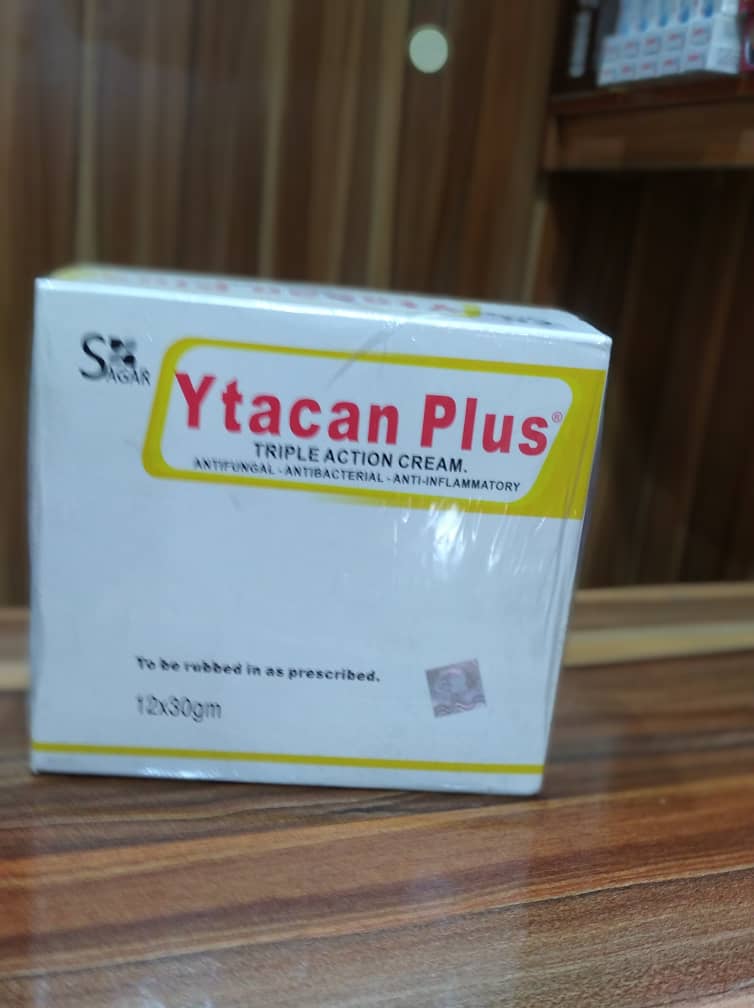 SAGAR
Ytacan Plus®
TRIPLE ACTION CREAM.
ANTIFUNGAL - ANTIBACTERIAL - ANTI-INFLAMMATORY
To be rubbed in as prescribed.
12x30gm